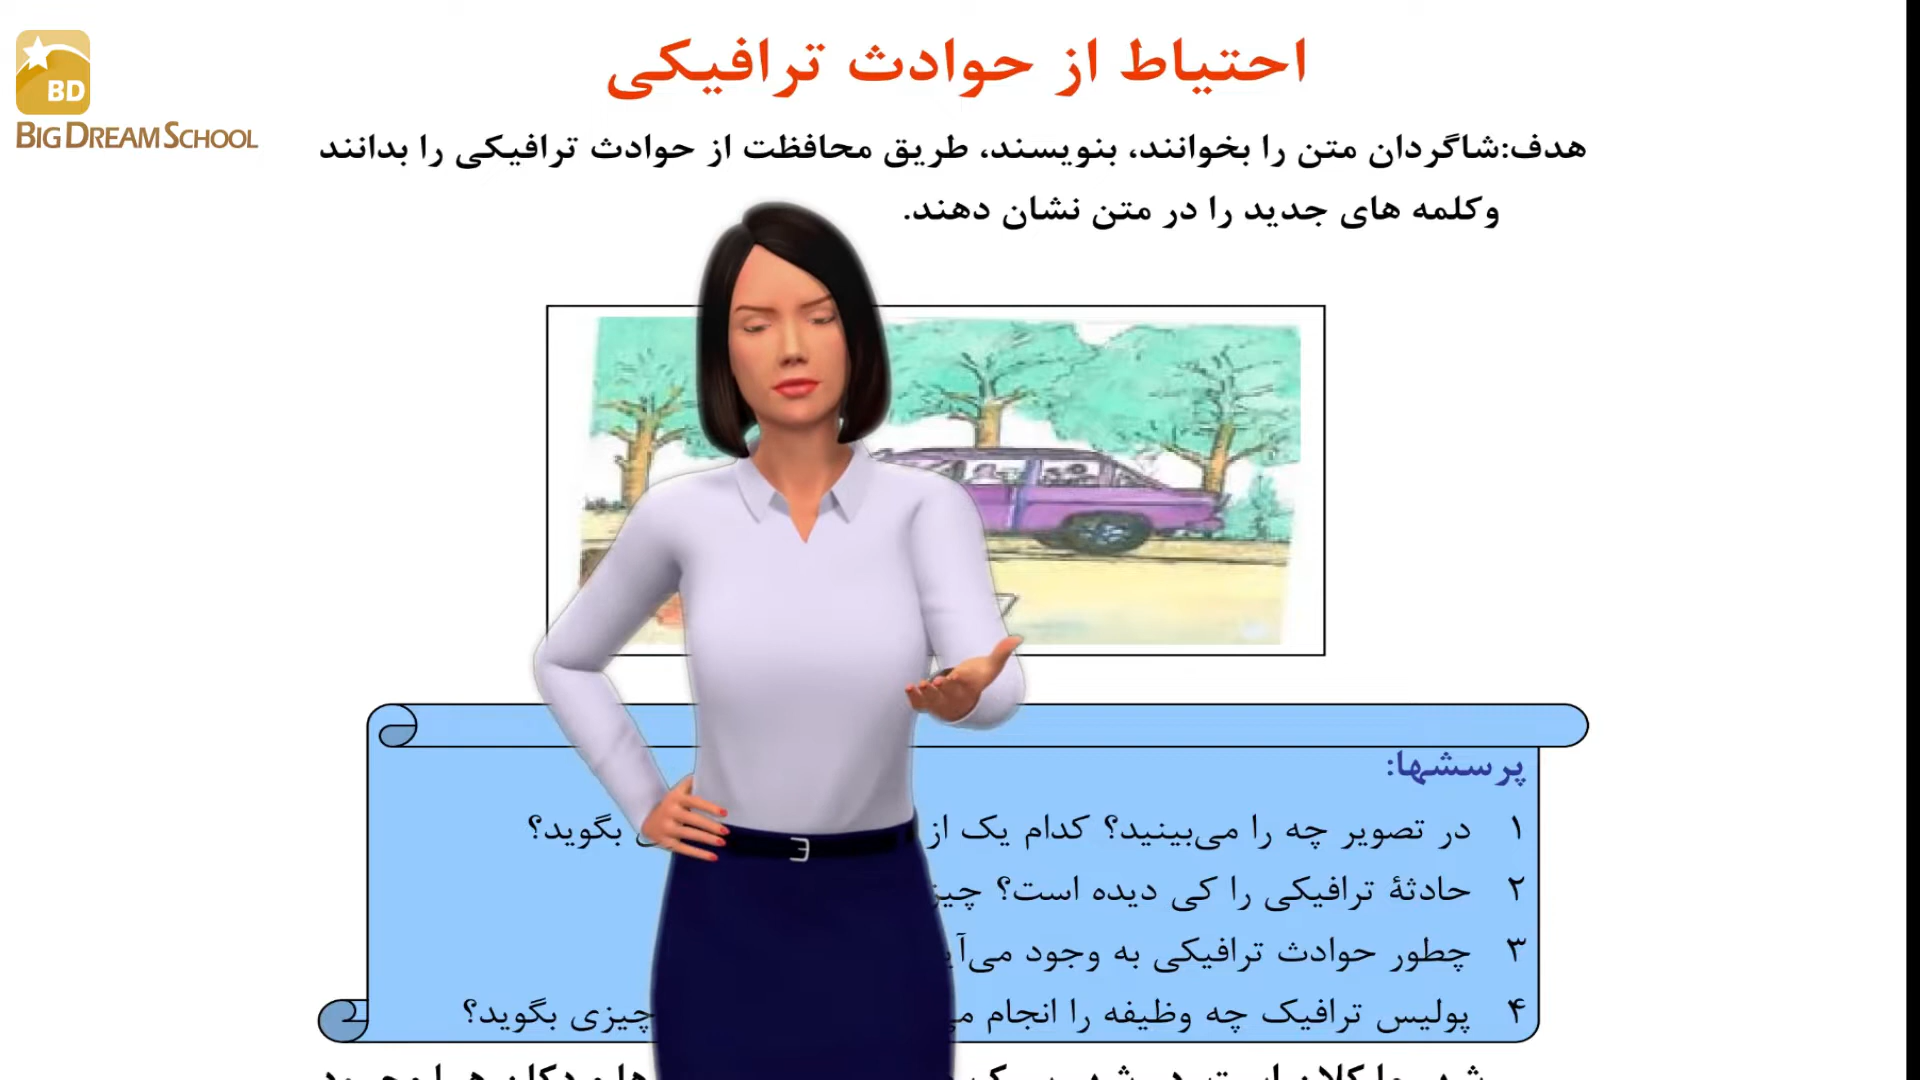 BD
BIG DREAM SCHOOL
احتیاط از حوادث ترافیکی
هدف:شاگردان متن را بخوانند، بنویسند، طریق محافظت از حوادث ترافیکی را بدانند
وکلمه های جدید را در متن نشان دهند.
پرسشها:
۱ در تصویر چه را می‌بینید؟ کدام یک از بگوید؟
۲ حادثهٔ ترافیکی را کی دیده است؟
۳ چطور حوادث ترافیکی به وجود
۴ پولیس ترافیک چه وظیفه را انجام چیزی بگوید؟